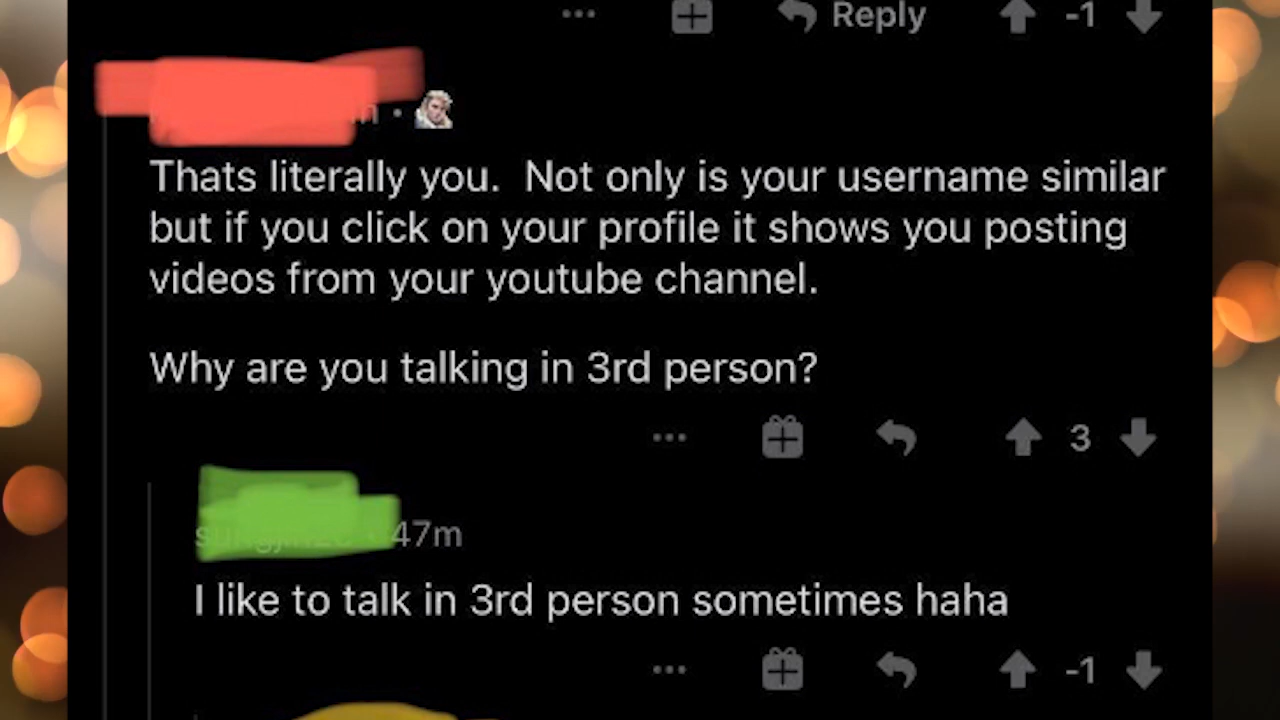 Reply -1
Thats literally you. Not only is your username similar
but if you click on your profile it shows you posting
videos from your youtube channel.
Why are you talking in 3rd person?
3
47m
I like to talk in 3rd person sometimes haha
-1